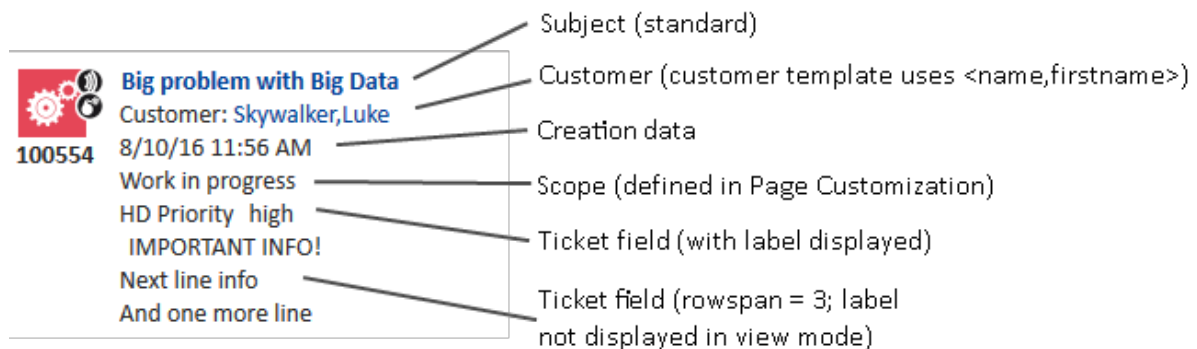 Subject (standard)
Big problem with Big Data
Customer (customer template uses <name,firstname>)
Customer: Skywalker,Luke
Creation data
100554
8/10/16 11:56 AM
Work in progress
Scope (defined in Page Customization)
HD Priority high
Ticket field (with label displayed)
IMPORTANT INFO!
Next line info
Ticket field (rowspan = 3; label
And one more line
not displayed in view mode)